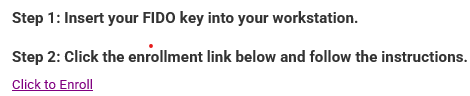 Step 1: Insert your FIDO key into your workstation.
Step 2: Click the enrollment link below and follow the instructions.
Click to Enroll